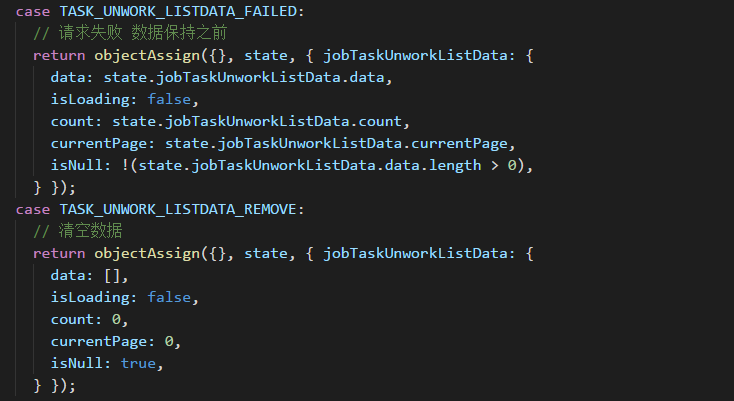 case TASK_UNWORK_LISTDATA_FAILED:
// 请求失败 数据保持之前
return objectAssign({}, state, { jobTaskUnworkListData: {
data: state.jobTaskUnworkListData.data,
isLoading: false,
count: state.jobTaskUnworkListData.count,
currentPage: state.jobTaskUnworkListData.currentPage,
isNull: !(state.jobTaskUnworkListData.data.length > 0),
} });
case TASK_UNWORK_LISTDATA_REMOVE:
// 清空数据
return objectAssign({}, state, { jobTaskUnworkListData: {
data: [],
isLoading: false,
count: 0,
currentPage: 0,
isNull: true,
} });